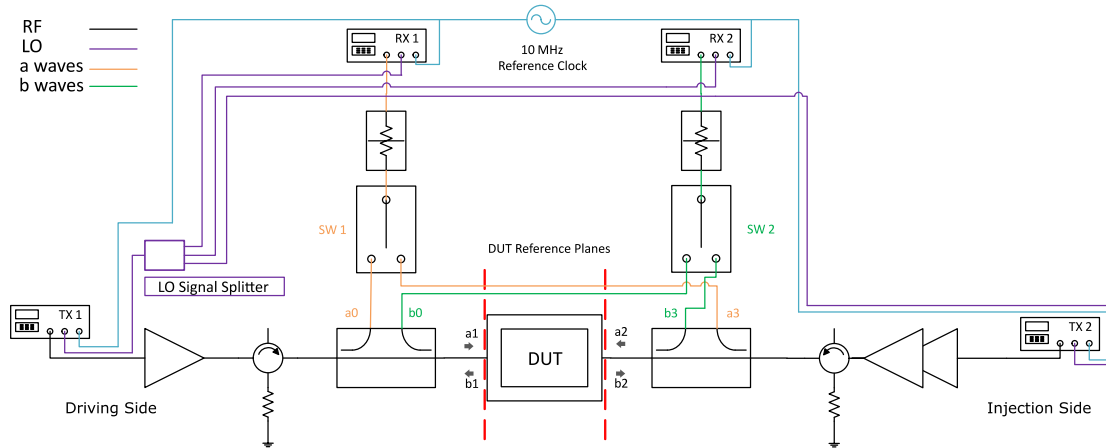 RF
LO
a waves
b waves
RX 1
10 MHz
Reference Clock
RX 2
SW 1
SW 2
DUT Reference Planes
LO Signal Splitter
TX 1
a0
b0
b3
a3
a1
a2
TX 2
DUT
b1
b2
Driving Side
Injection Side